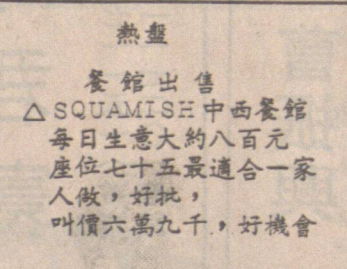 熱盤
餐館出售
△SQUAMISH中西餐館
每日生意大約八百元
座位七十五最適合一家
人做，好批，
叫價六萬九千，好機會